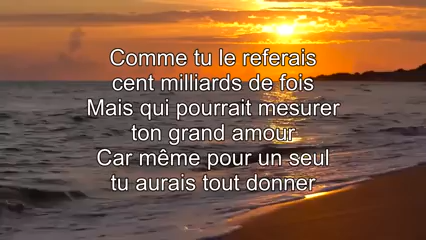 Comme tu le referais
cent milliards de fois
Mais qui pourrait mesurer
ton grand amour
Car même pour un seul
tu aurais tout donner